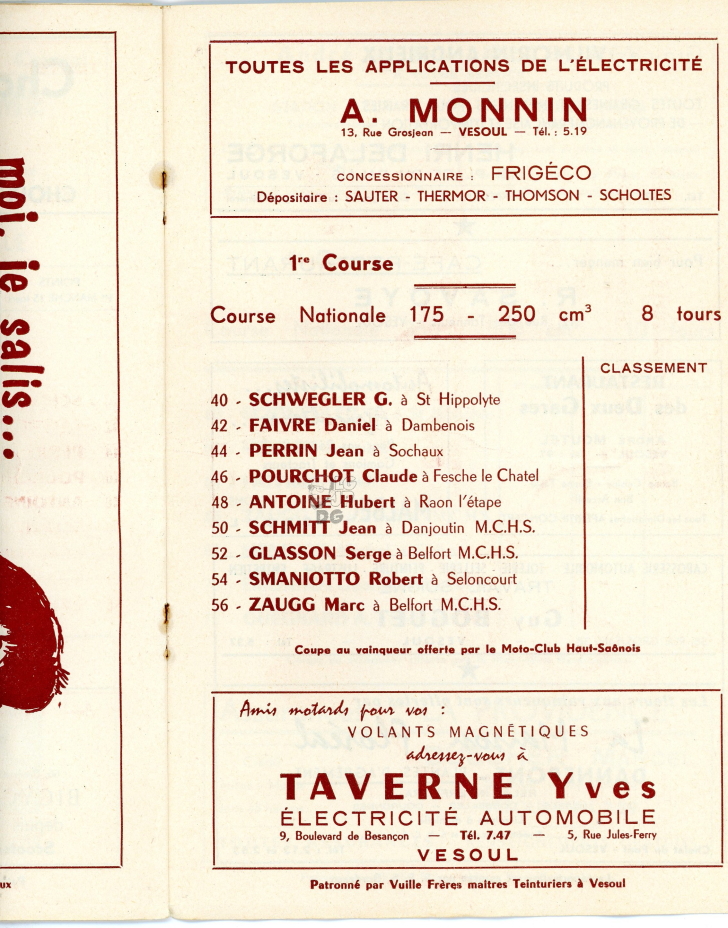 moi, je salis...
ux
TOUTES LES APPLICATIONS DE L'ÉLECTRICITÉ
A. MONNIN
13, Rue Grosjean — VESOUL — Tél. : 5.19
CONCESSIONNAIRE : FRIGÉCO
Dépositaire : SAUTER - THERMOR - THOMSON - SCHOLTES
1re Course
Course Nationale 175 - 250 cm³ 8 tours
CLASSEMENT
40 - SCHWEGLER G. à St Hippolyte
42 - FAIVRE Daniel à Dambenois
44 - PERRIN Jean à Sochaux
46 - POURCHOT Claude à Fesche le Chatel
48 - ANTOINE Hubert à Raon l'étape
50 - SCHMITT Jean à Danjoutin M.C.H.S.
52 - GLASSON Serge à Belfort M.C.H.S.
54 - SMANIOTTO Robert à Seloncourt
56 - ZAUGG Marc à Belfort M.C.H.S.
Coupe au vainqueur offerte par le Moto-Club Haut-Saônois
Amis motards pour vos :
VOLANTS MAGNÉTIQUES
adressez-vous à
TAVERNE Yves
ÉLECTRICITÉ AUTOMOBILE
9, Boulevard de Besançon — Tél. 7.47 — 5, Rue Jules-Ferry
VESOUL
Patronné par Vuille Frères maitres Teinturiers à Vesoul